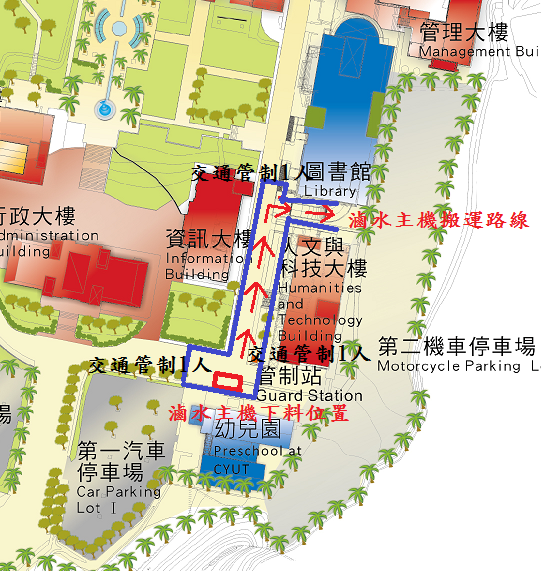 管理大樓
Management Bui
交通管制1人
圖書館
Library
滷水主機搬運路線
行政大樓
dministration
uilding
資訊大樓
Information
Building
人文與
科技大樓
Humanities
and
Technology
Building
第二機車停車場
Motorcycle Parking L
交通管制1人
交通管制1人
管制站
Guard Station
滷水主機下料位置
場
幼兒園
Preschool at
CYUT
第一汽車
停車場
Car Parking
Lot I